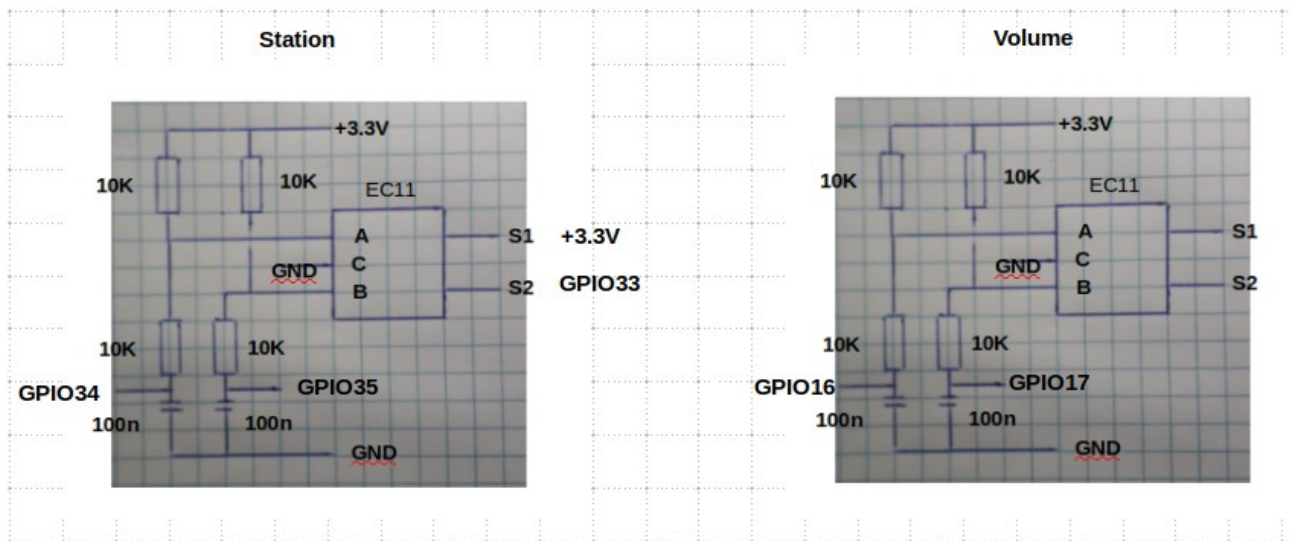 Station
+3.3V
10K
10K
EC11
A
S1
+3.3V
GND
C
B
S2
GPIO33
10K
10K
GPIO34
GPIO35
100n
100n
GND
Volume
+3.3V
10K
10K
EC11
A
S1
GND
C
B
S2
10K
10K
GPIO16
GPIO17
100n
100n
GND